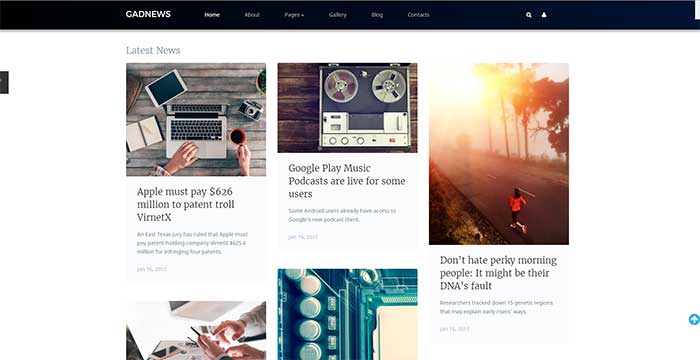 GADNEWS Home About Pages Gallery Blog Contacts
Latest News
Apple must pay $626
million to patent troll
VirnetX
An East Texas jury has ruled that Apple must
pay patent-holding company VirnetX $625.6
million for infringing four patents.
Jan 16, 2017
Google Play Music
Podcasts are live for some
users
Some Android users already have access to
Google's new podcast client.
Jan 16, 2017
Don't hate perky morning
people: It might be their
DNA's fault
Researchers tracked down 15 genetic regions
that may explain early risers' ways.
Jan 16, 2017